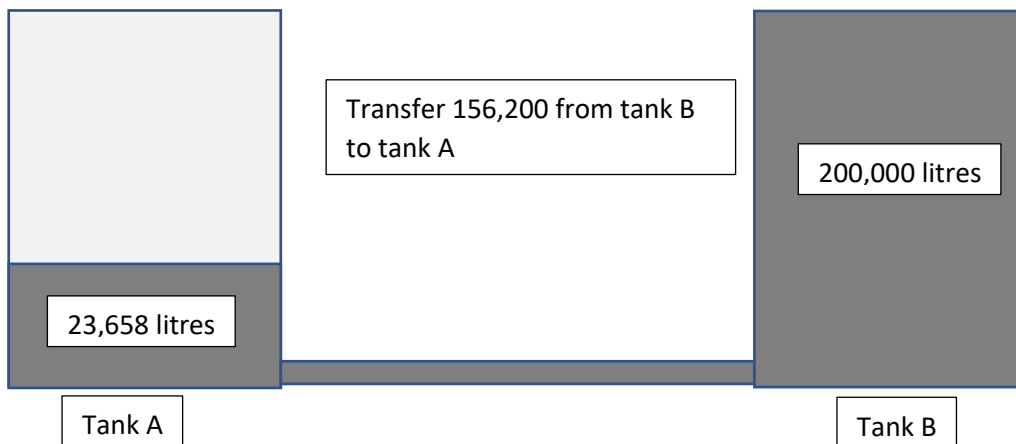 Transfer 156,200 from tank B
to tank A
200,000 litres
23,658 litres
Tank A
Tank B